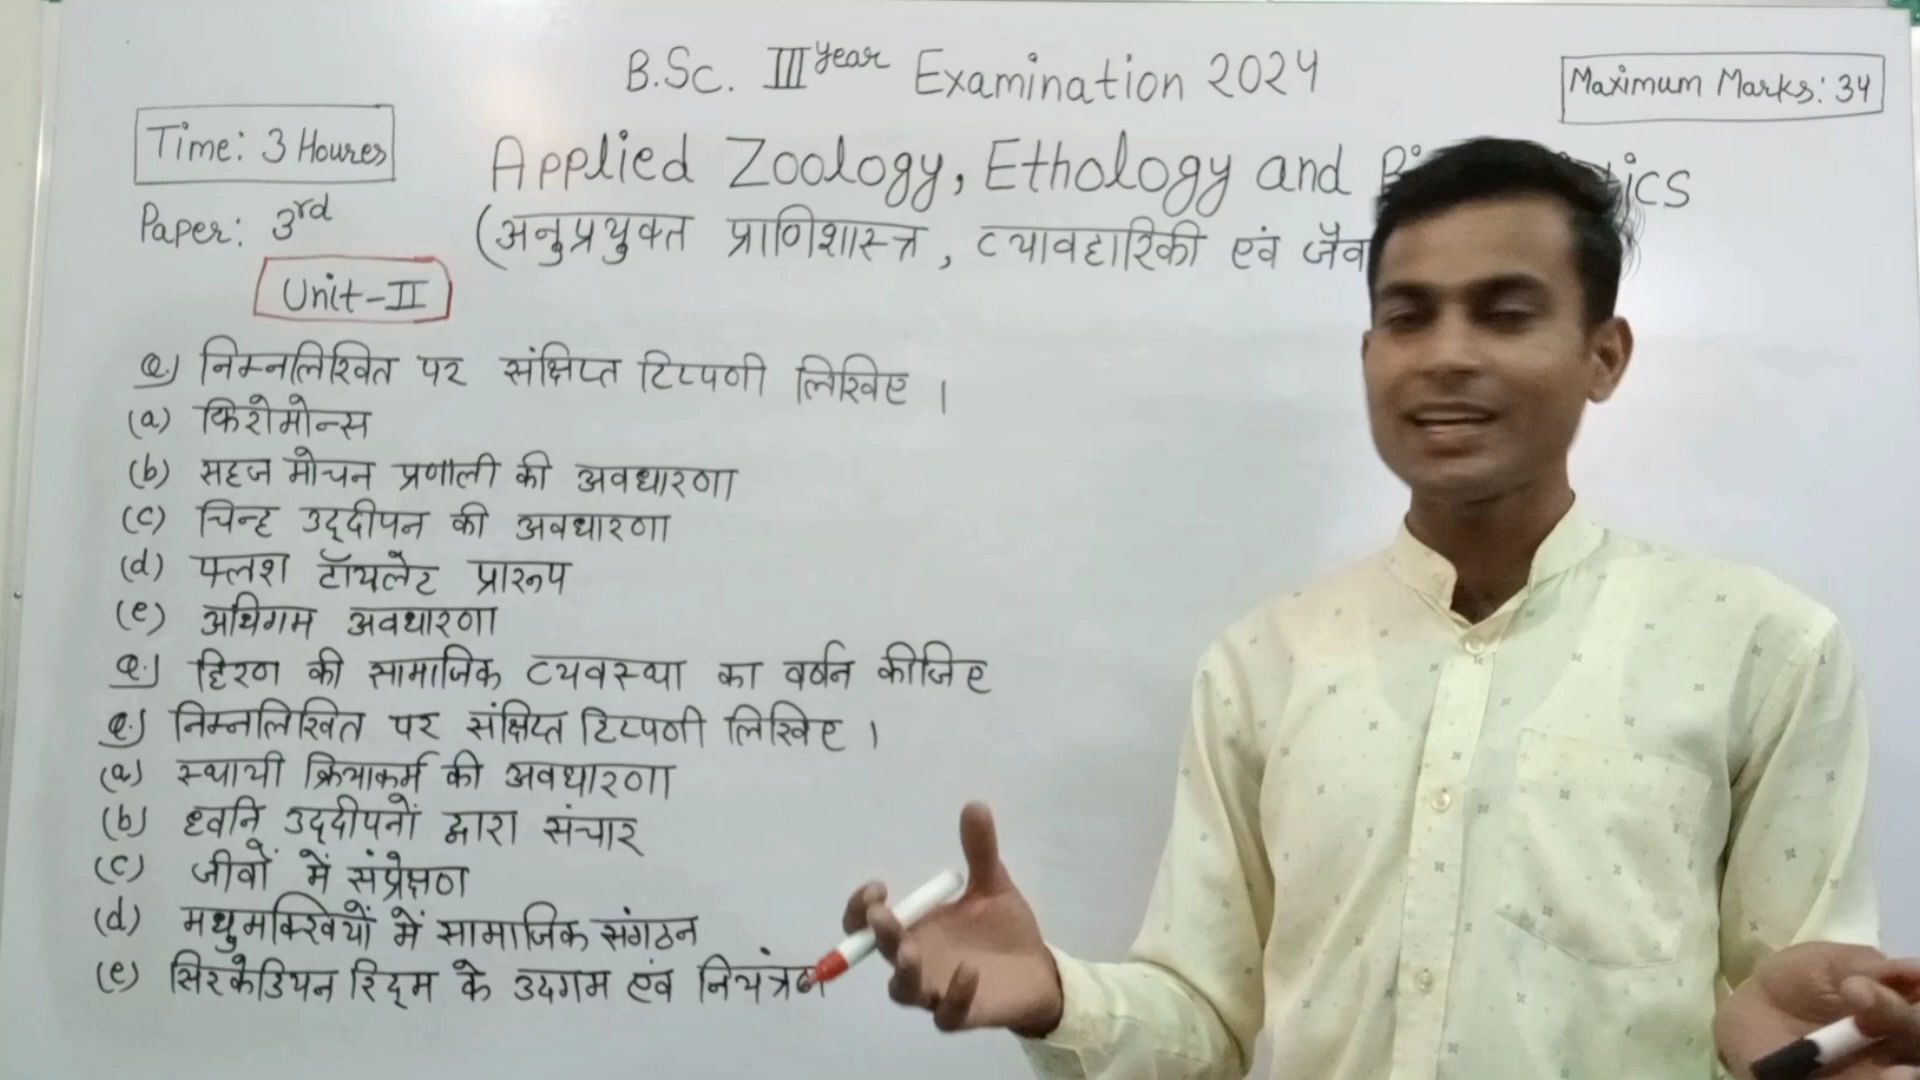 B.Sc. III year Examination 2024
Maximum Marks: 34
Time: 3 Houres
Applied Zoology, Ethology and
Paper: 3rd
(अनुप्रयुक्त प्राणिशास्त्र, व्यावहारिकी एवं
Unit-II
Q.) निम्नलिखित पर संक्षिप्त टिप्पणी लिखिए ।
(a) फिरोमोन्स
(b) सहज मोचन प्रणाली की अवधारणा
(c) चिन्ह उद्दीपन की अवधारणा
(d) फ्लश टॉयलेट प्रारूप
(e) अधिगम अवधारणा
Q.) हिरण की सामाजिक व्यवस्था का वर्णन कीजिए
Q.) निम्नलिखित पर संक्षिप्त टिप्पणी लिखिए ।
(a) स्थायी क्रियाकर्म की अवधारणा
(b) ध्वनि उद्दीपनों द्वारा संचार
(c) जीवों में संप्रेक्षण
(d) मधुमक्खियों में सामाजिक संगठन
(e) सिरकेडियन रिद्म के उदगम एवं नियंत्रण